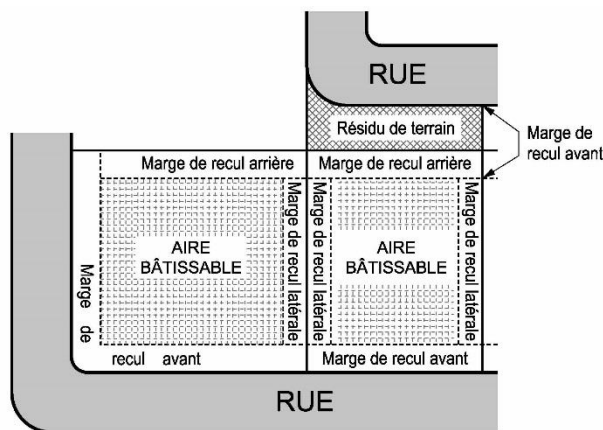 RUE
Résidu de terrain
Marge de
recul avant
Marge de recul arrière
Marge de recul arrière
Marge de
recul avant
AIRE
BÂTISSABLE
Marge de recul latérale
Marge de recul latérale
AIRE
BÂTISSABLE
Marge de recul latérale
Marge de recul avant
RUE